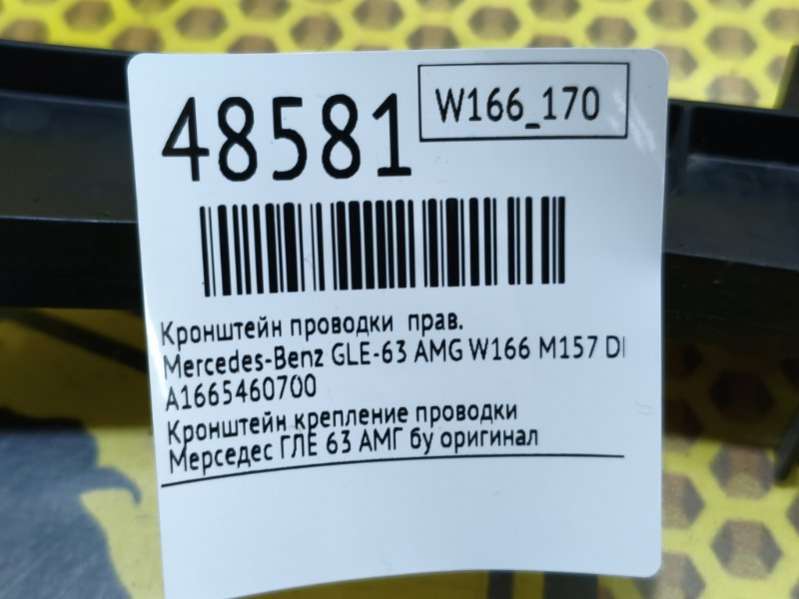 48581
W166_170
Кронштейн проводки прав.
Mercedes-Benz GLE-63 AMG W166 M157
A1665460700
Кронштейн крепление проводки
Мерседес ГЛЕ 63 АМГ бу оригинал